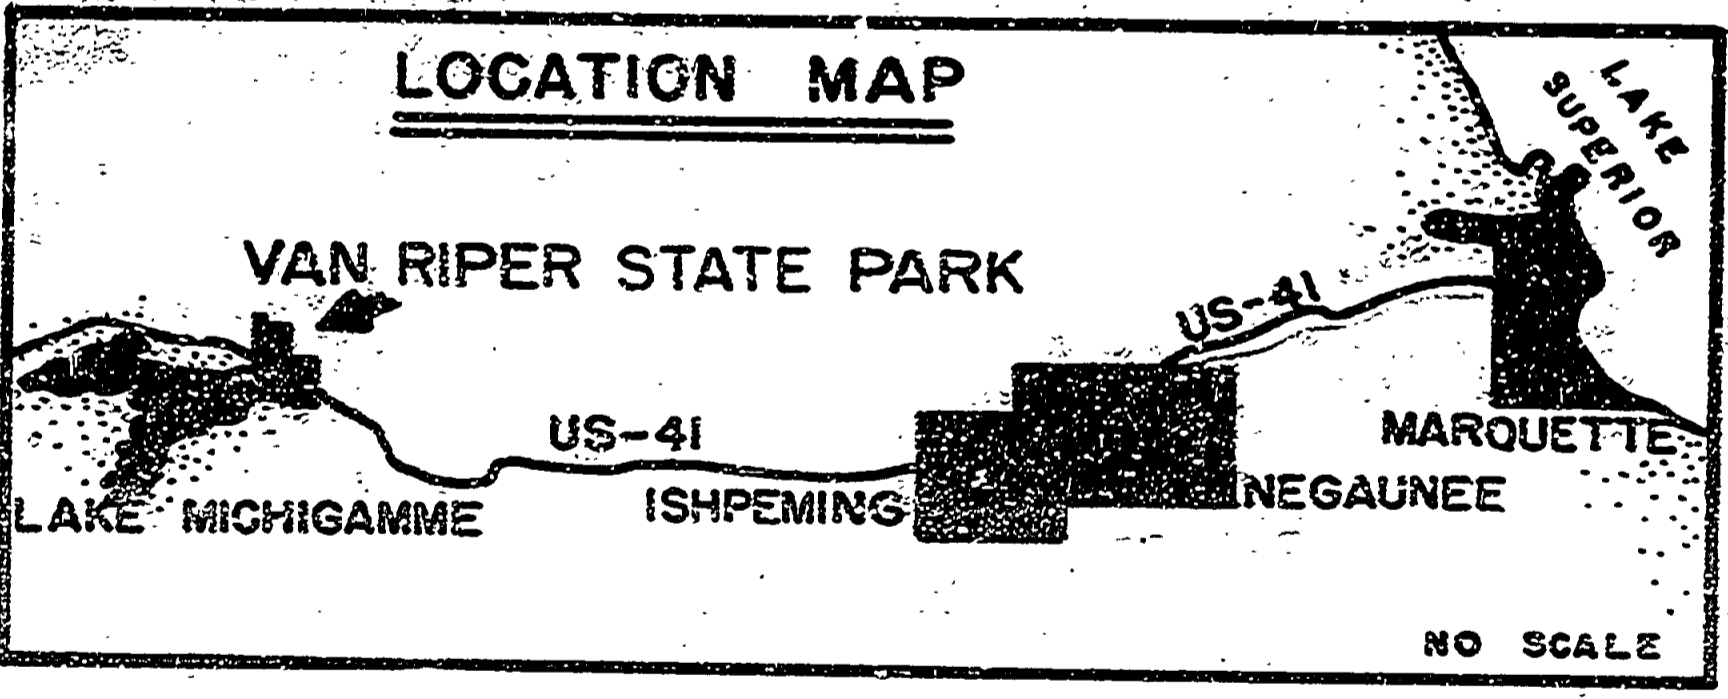 LOCATION MAP
LAKE
SUPERIOR
VAN RIPER STATE PARK
US-41
US-41
MARQUETTE
LAKE MICHIGAMME
ISHPEMING
NEGAUNEE
NO SCALE